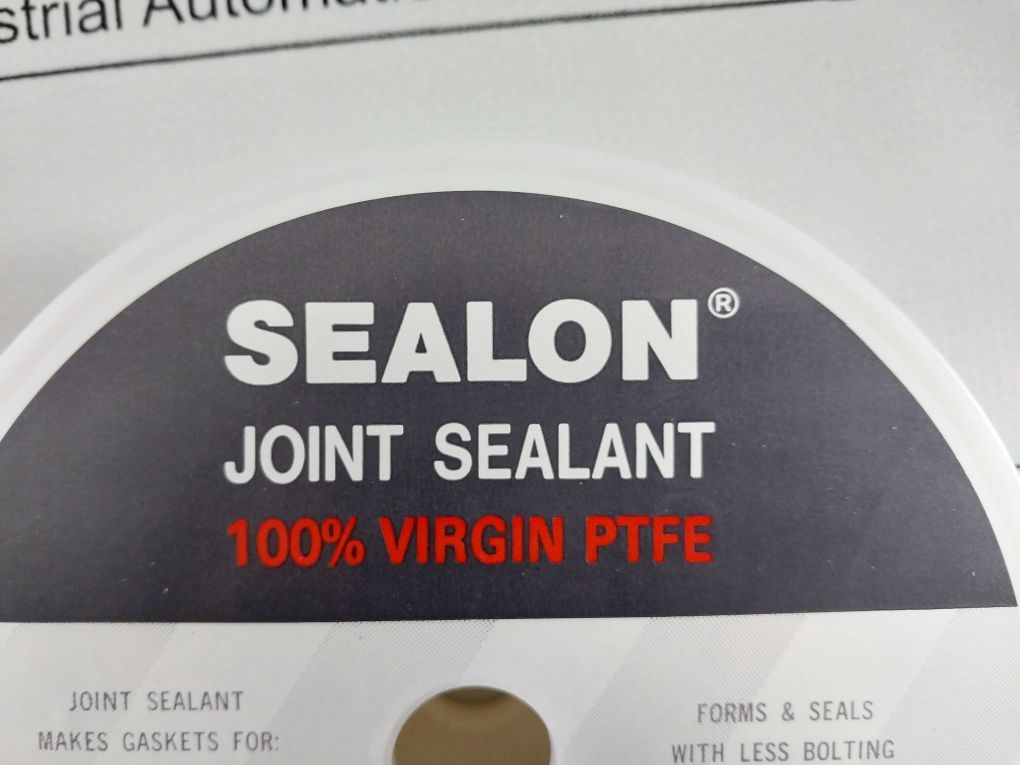 SEALON®
JOINT SEALANT
100% VIRGIN PTFE
JOINT SEALANT
MAKES GASKETS FOR:
FORMS & SEALS
WITH LESS BOLTING